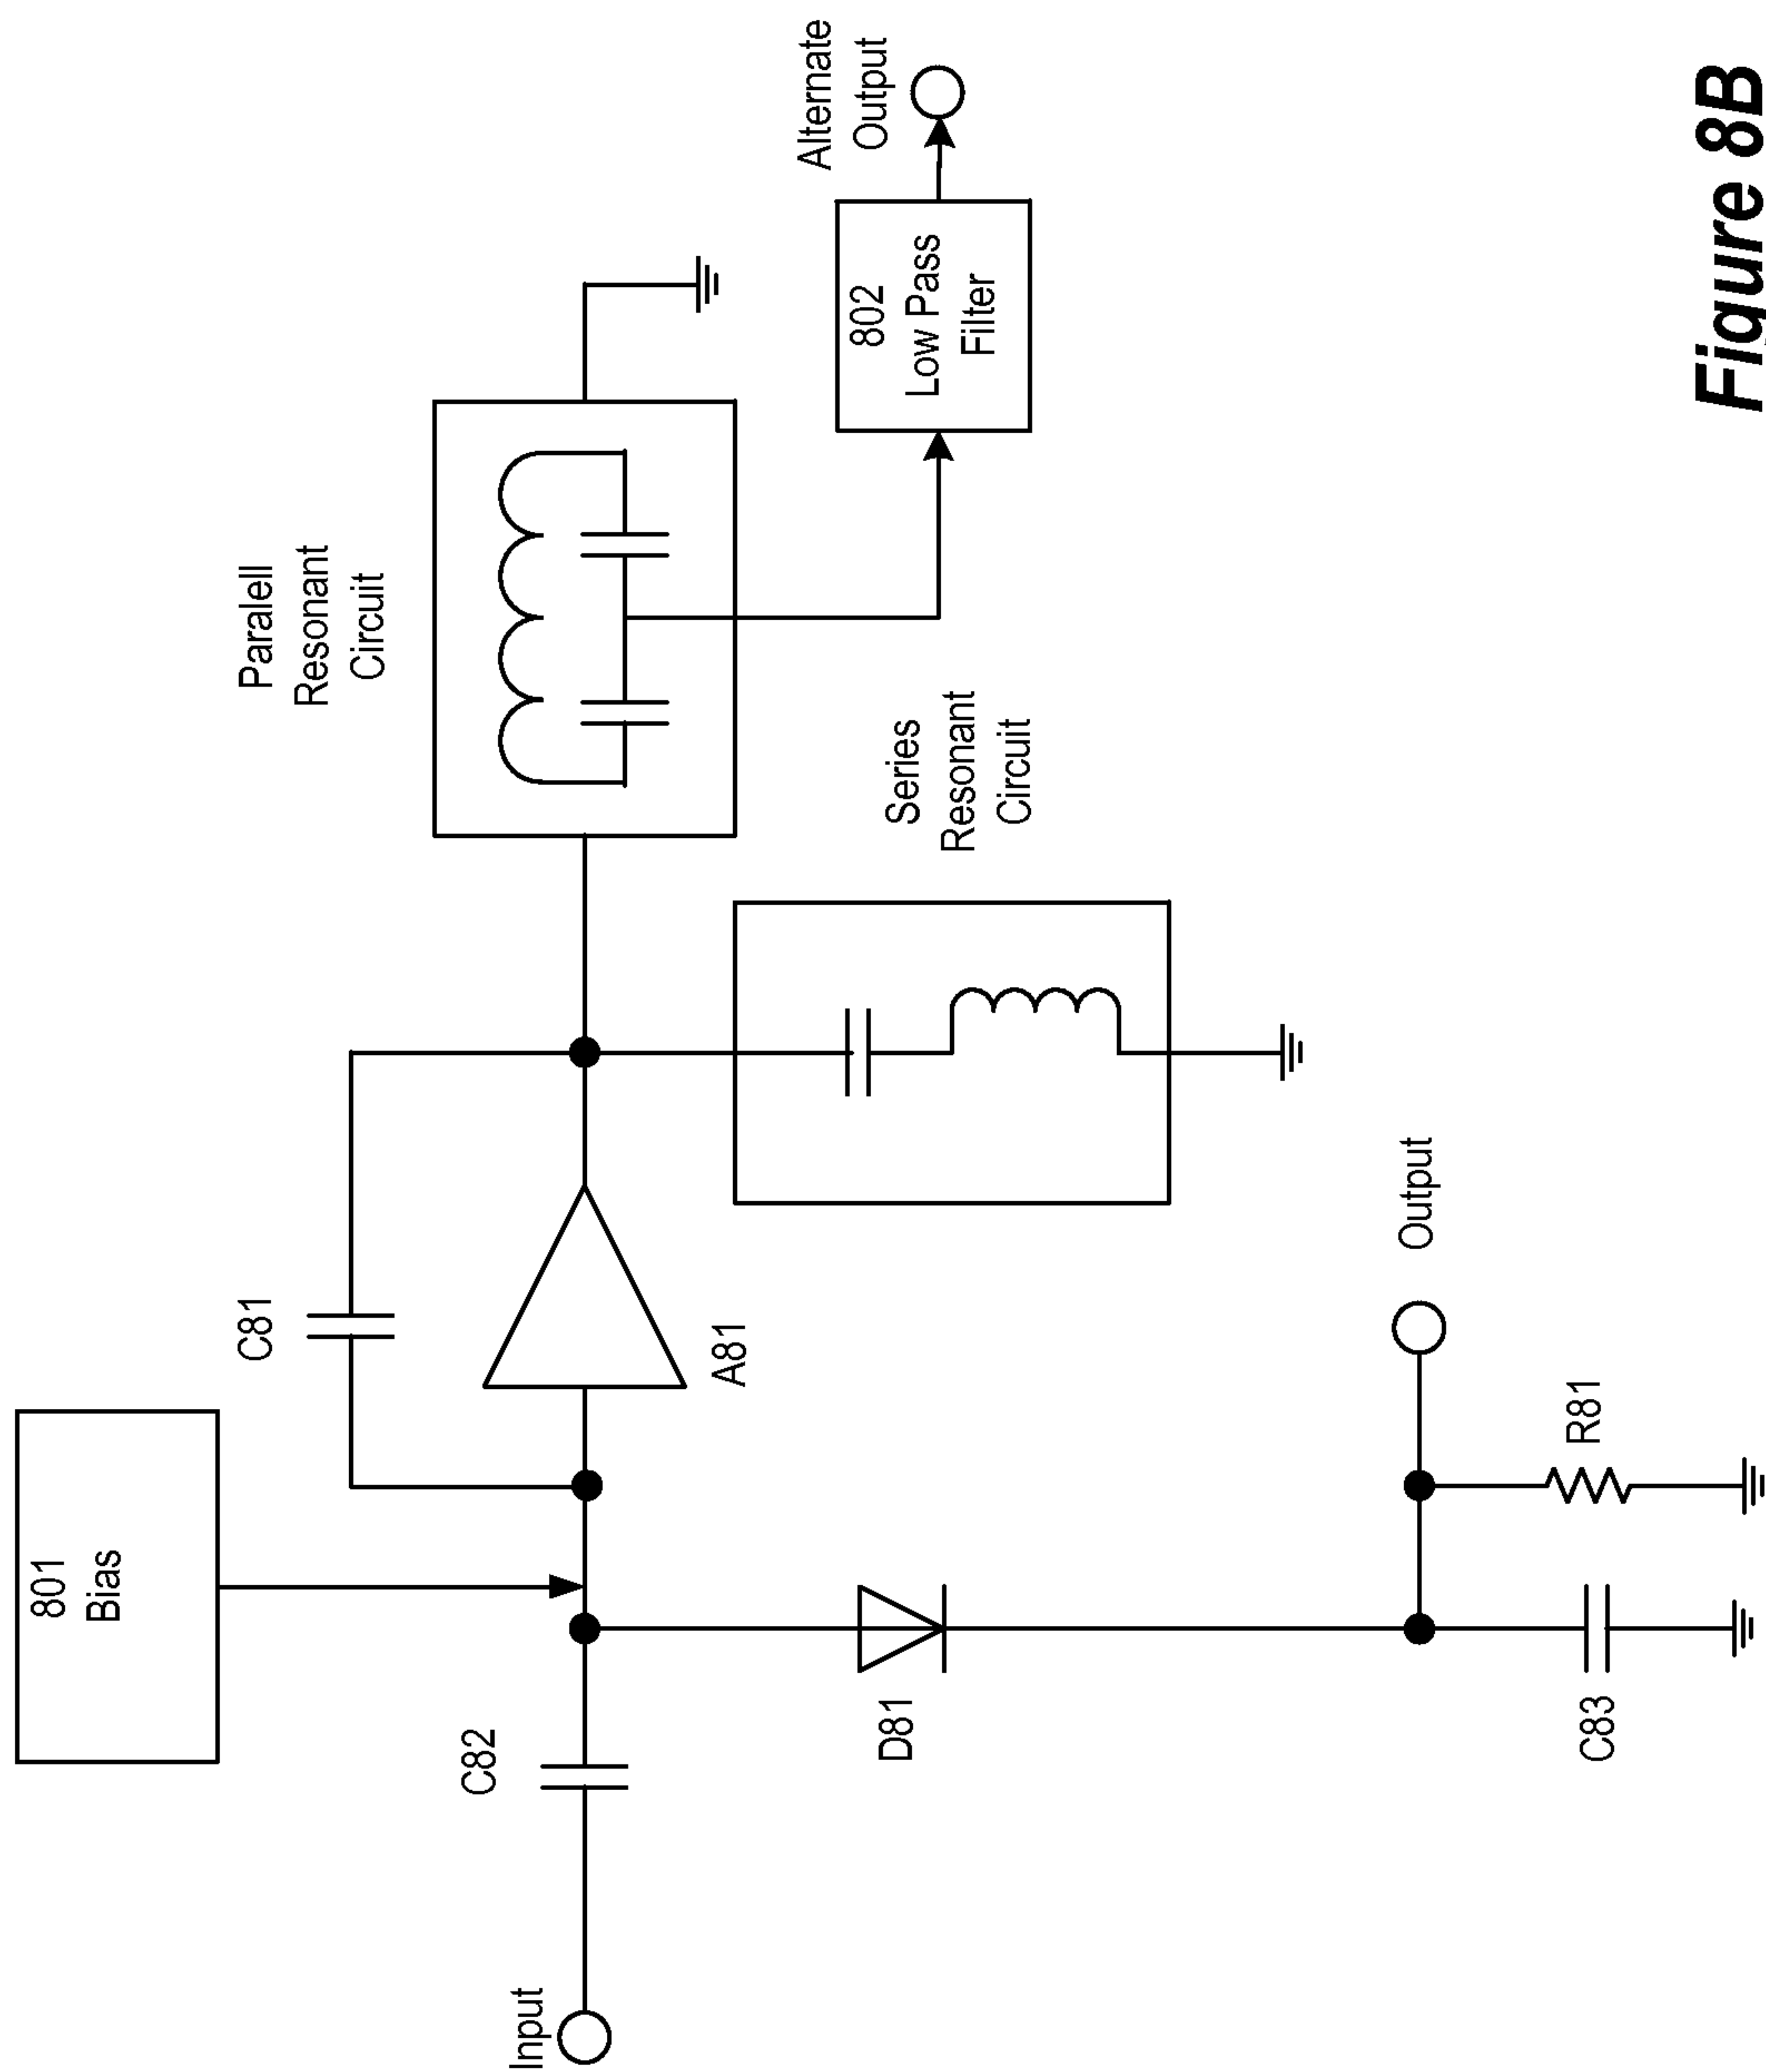 801
Bias
C81
Paralell
Resonant
Circuit
Input
C82
A81
Alternate
Output
802
Low Pass
Filter
Series
Resonant
Circuit
D81
Output
C83
R81
Figure 8B